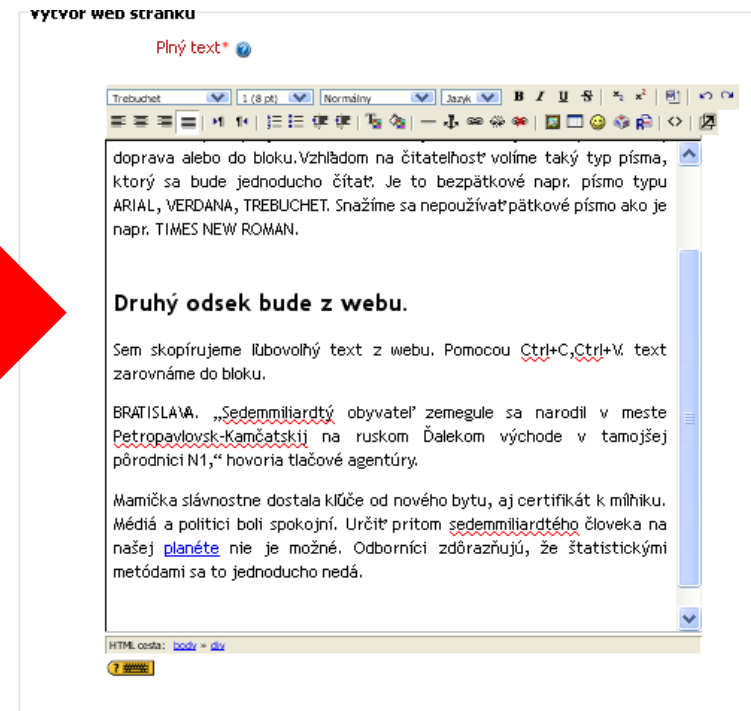 Vytvor web stránku
Plný text*
Trebuchet 1 (8 pt) Normálny Jazyk B I U S x₂ x²
doprava alebo do bloku.Vzhľadom na čitateľnosť volíme taký typ písma,
ktorý sa bude jednoducho čítať. Je to bezpätkové napr. písmo typu
ARIAL, VERDANA, TREBUCHET. Snažíme sa nepoužívať pätkové písmo ako je
napr. TIMES NEW ROMAN.
Druhý odsek bude z webu.
Sem skopírujeme ľubovoľný text z webu. Pomocou Ctrl+C,Ctrl+V. text
zarovnáme do bloku.
BRATISLAVA. „Sedemmiliardtý obyvateľ zemegule sa narodil v meste
Petropavlovsk-Kamčatskij na ruskom Ďalekom východe v tamojšej
pôrodnici N1,“ hovoria tlačové agentúry.
Mamička slávnostne dostala kľúče od nového bytu, aj certifikát k míľniku.
Médiá a politici boli spokojní. Určiť pritom sedemmiliardtého človeka na
našej planéte nie je možné. Odborníci zdôrazňujú, že štatistickými
metódami sa to jednoducho nedá.
HTML cesta: body » div